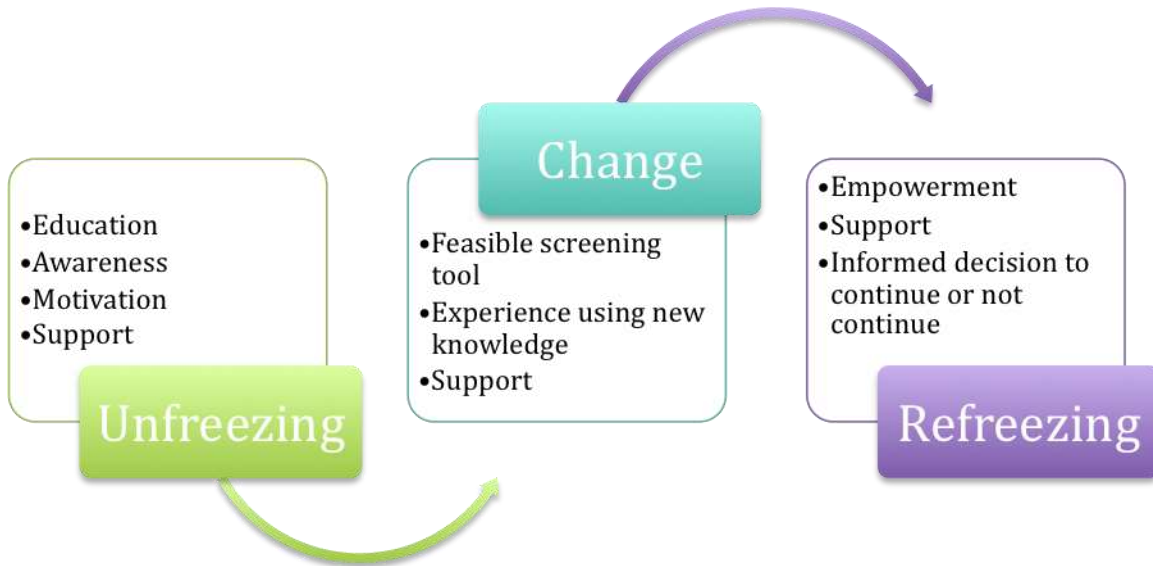 •Education
•Awareness
•Motivation
•Support
Unfreezing
Change
•Feasible screening
tool
•Experience using new
knowledge
•Support
•Empowerment
•Support
•Informed decision to
continue or not
continue
Refreezing